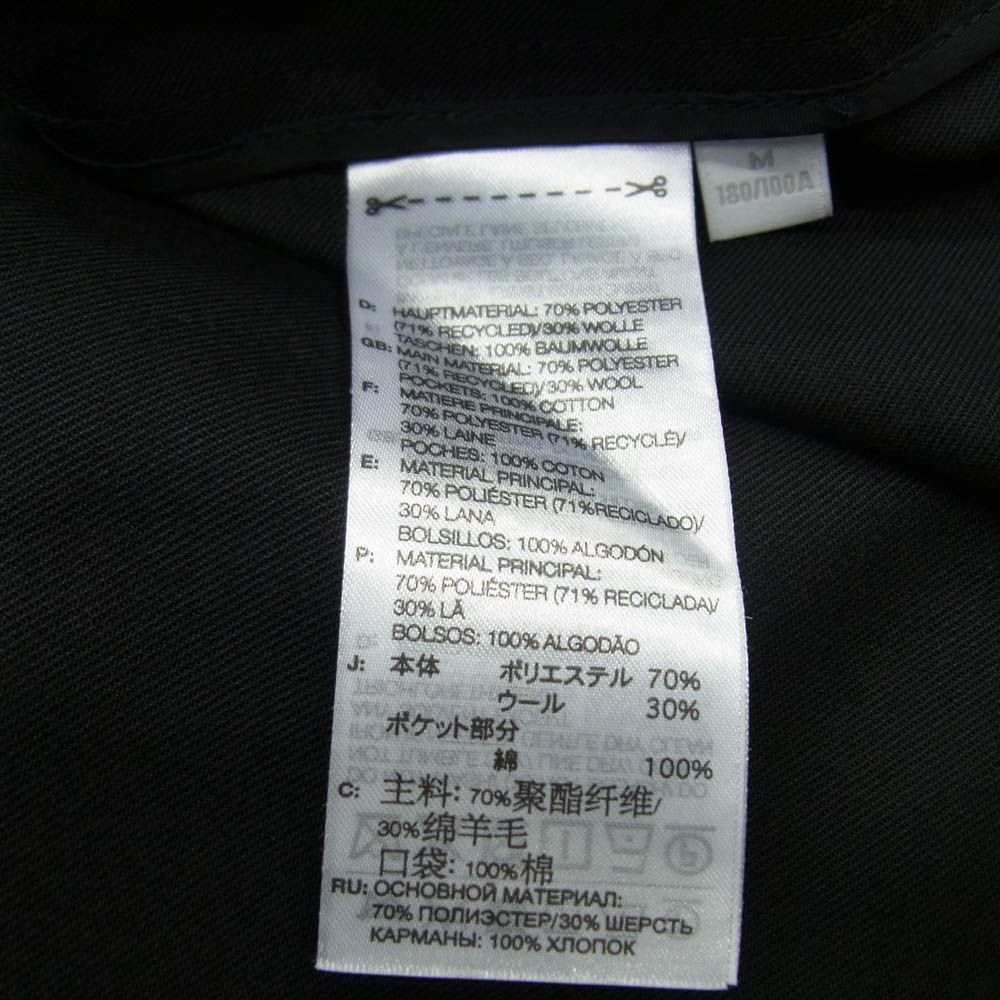 M
180/100A
D: HAUPTMATERIAL: 70% POLYESTER
(71% RECYCLED)/30% WOLLE
TASCHEN: 100% BAUMWOLLE
GB: MAIN MATERIAL: 70% POLYESTER
(71% RECYCLED)/30% WOOL
POCKETS: 100% COTTON
F: MATIERE PRINCIPALE:
70% POLYESTER (71% RECYCLÉ)/
30% LAINE
POCHES: 100% COTON
E: MATERIAL PRINCIPAL:
70% POLIÉSTER (71%RECICLADO)/
30% LANA
BOLSILLOS: 100% ALGODÓN
P: MATERIAL PRINCIPAL:
70% POLIÉSTER (71% RECICLADA)/
30% LÃ
BOLSOS: 100% ALGODÃO
J: 本体 ポリエステル 70%
ウール 30%
ポケット部分
綿 100%
C: 主料: 70%聚酯纤维/
30%绵羊毛
口袋: 100%棉
RU: ОСНОВНОЙ МАТЕРИАЛ:
70% ПОЛИЭСТЕР/30% ШЕРСТЬ
КАРМАНЫ: 100% ХЛОПОК